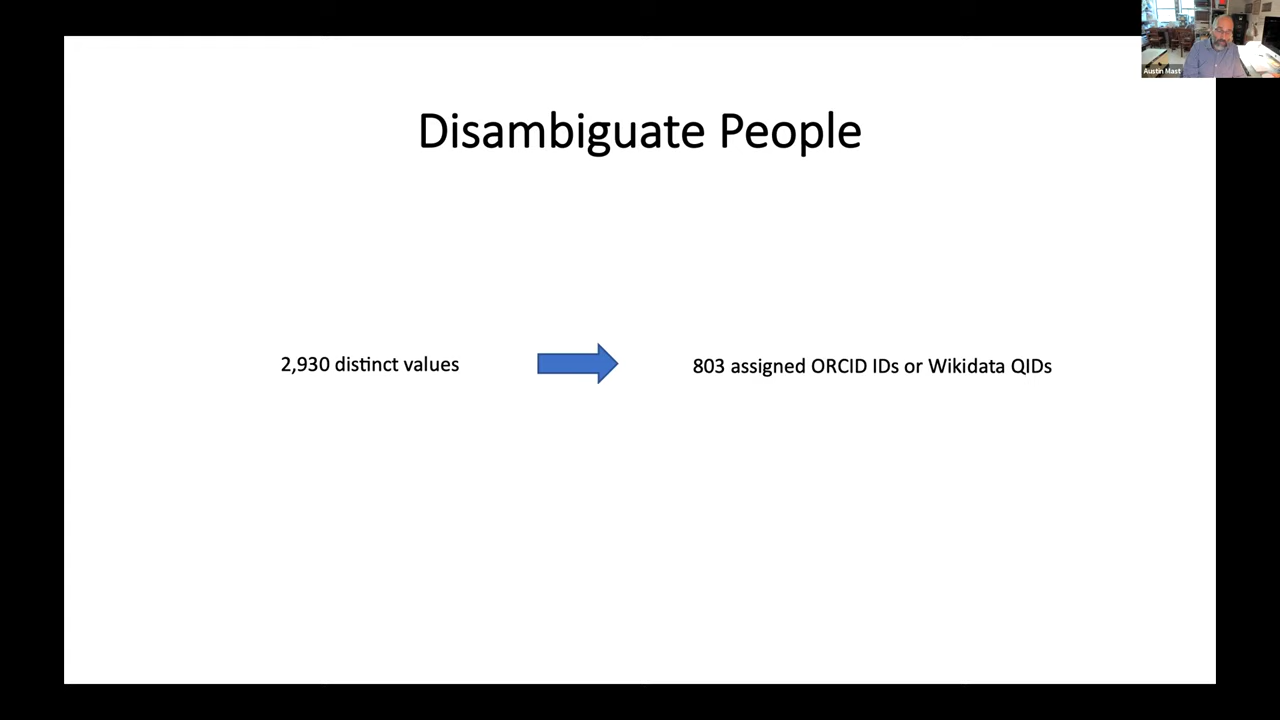 Austin Mast
Disambiguate People
2,930 distinct values
803 assigned ORCID IDs or Wikidata QIDs